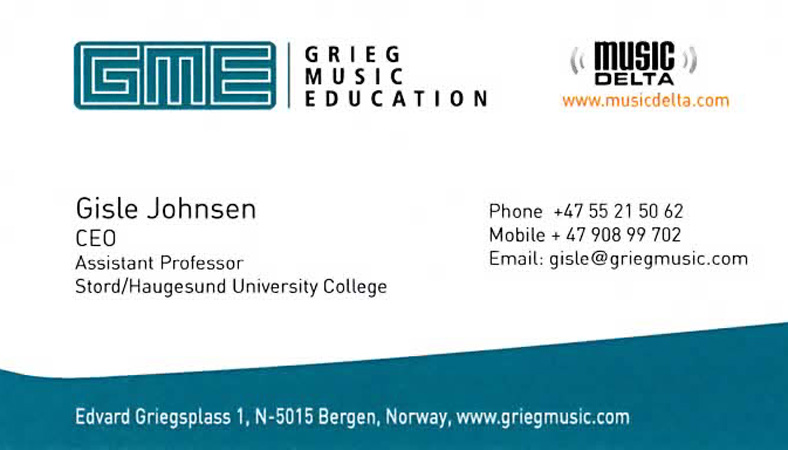 GME
GRIEG
MUSIC
EDUCATION
MUSIC
DELTA
www.musicdelta.com
Gisle Johnsen
CEO
Assistant Professor
Stord/Haugesund University College
Phone +47 55 21 50 62
Mobile + 47 908 99 702
Email: gisle@griegmusic.com
Edvard Griegsplass 1, N-5015 Bergen, Norway, www.griegmusic.com